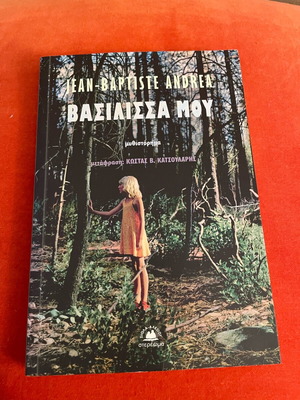 JEAN-BAPTISTE ANDREA
ΒΑΣΙΛΙΣΣΑ ΜΟΥ
μυθιστόρημα
μετάφραση: ΚΩΣΤΑΣ Β. ΚΑΤΣΟΥΛΑΡΗΣ
στερέωμα